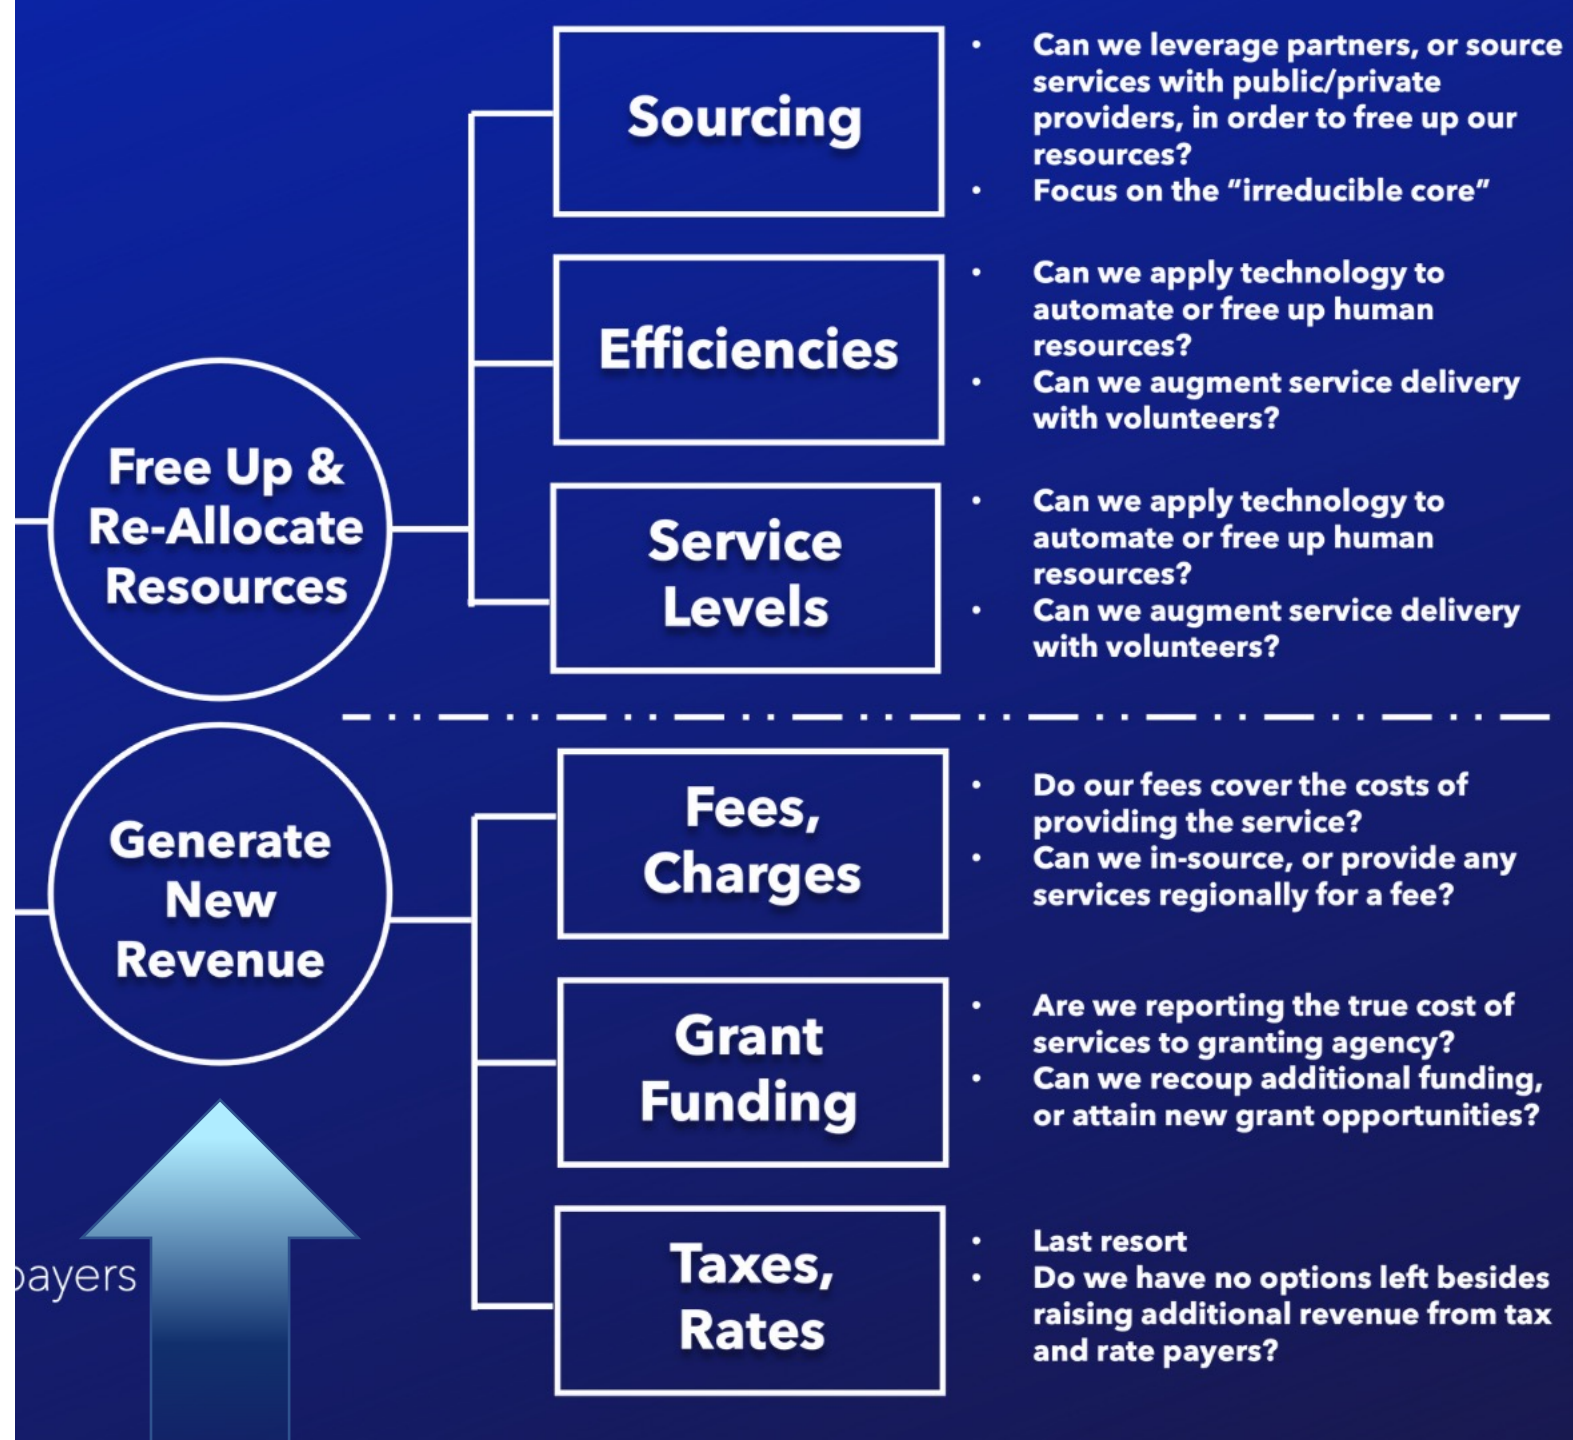 Sourcing
• Can we leverage partners, or source
services with public/private
providers, in order to free up our
resources?
• Focus on the “irreducible core”
Efficiencies
• Can we apply technology to
automate or free up human
resources?
• Can we augment service delivery
with volunteers?
Free Up &
Re-Allocate
Resources
Service
Levels
• Can we apply technology to
automate or free up human
resources?
• Can we augment service delivery
with volunteers?
Generate
New
Revenue
Fees,
Charges
• Do our fees cover the costs of
providing the service?
• Can we in-source, or provide any
services regionally for a fee?
Grant
Funding
• Are we reporting the true cost of
services to granting agency?
• Can we recoup additional funding,
or attain new grant opportunities?
payers
Taxes,
Rates
• Last resort
• Do we have no options left besides
raising additional revenue from tax
and rate payers?